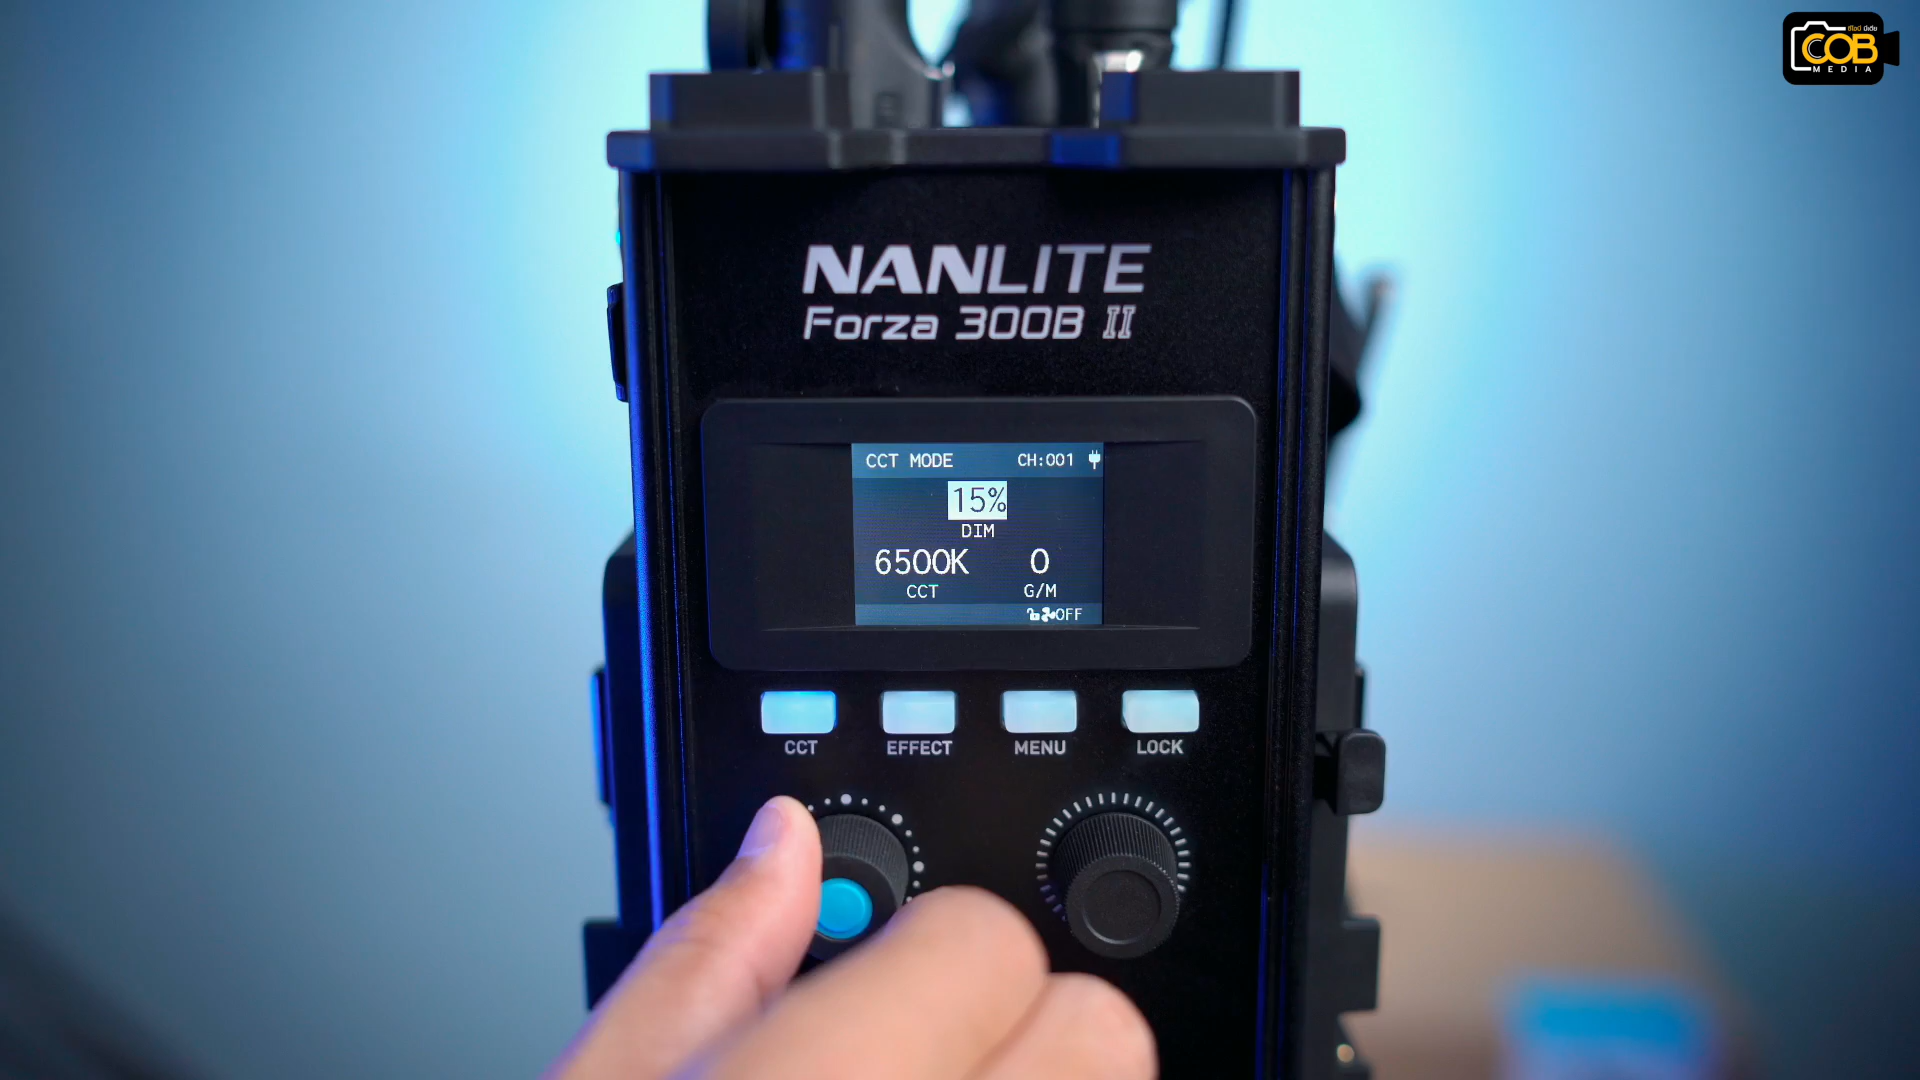 COB
MEDIA
NANLITE
Forza 300B II
CCT MODE CH:001
15%
DIM
6500K 0
CCT G/M
OFF
CCT EFFECT MENU LOCK